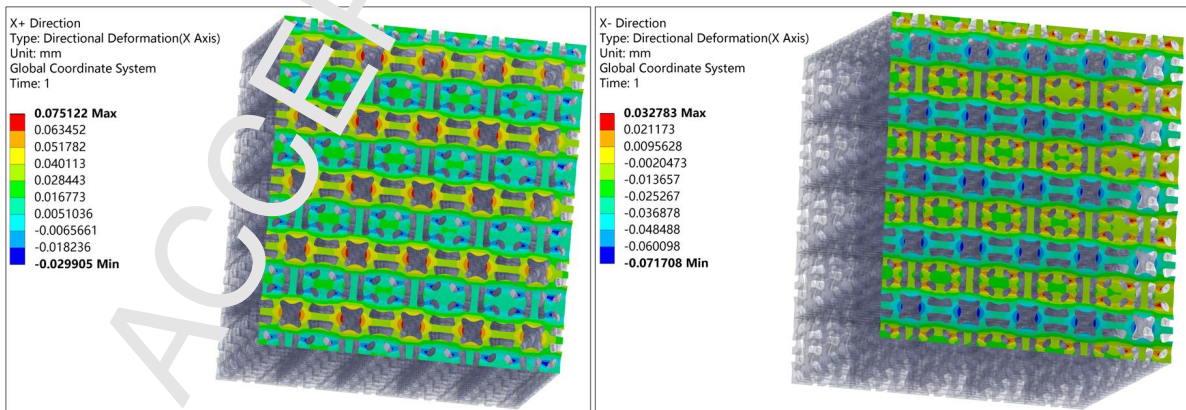 X+ Direction
Type: Directional Deformation(X Axis)
Unit: mm
Global Coordinate System
Time: 1
0.075122 Max
0.063452
0.051782
0.040113
0.028443
0.016773
0.0051036
-0.0065661
-0.018236
-0.029905 Min
X- Direction
Type: Directional Deformation(X Axis)
Unit: mm
Global Coordinate System
Time: 1
0.032783 Max
0.021173
0.0095628
-0.0020473
-0.013657
-0.025267
-0.036878
-0.048488
-0.060098
-0.071708 Min